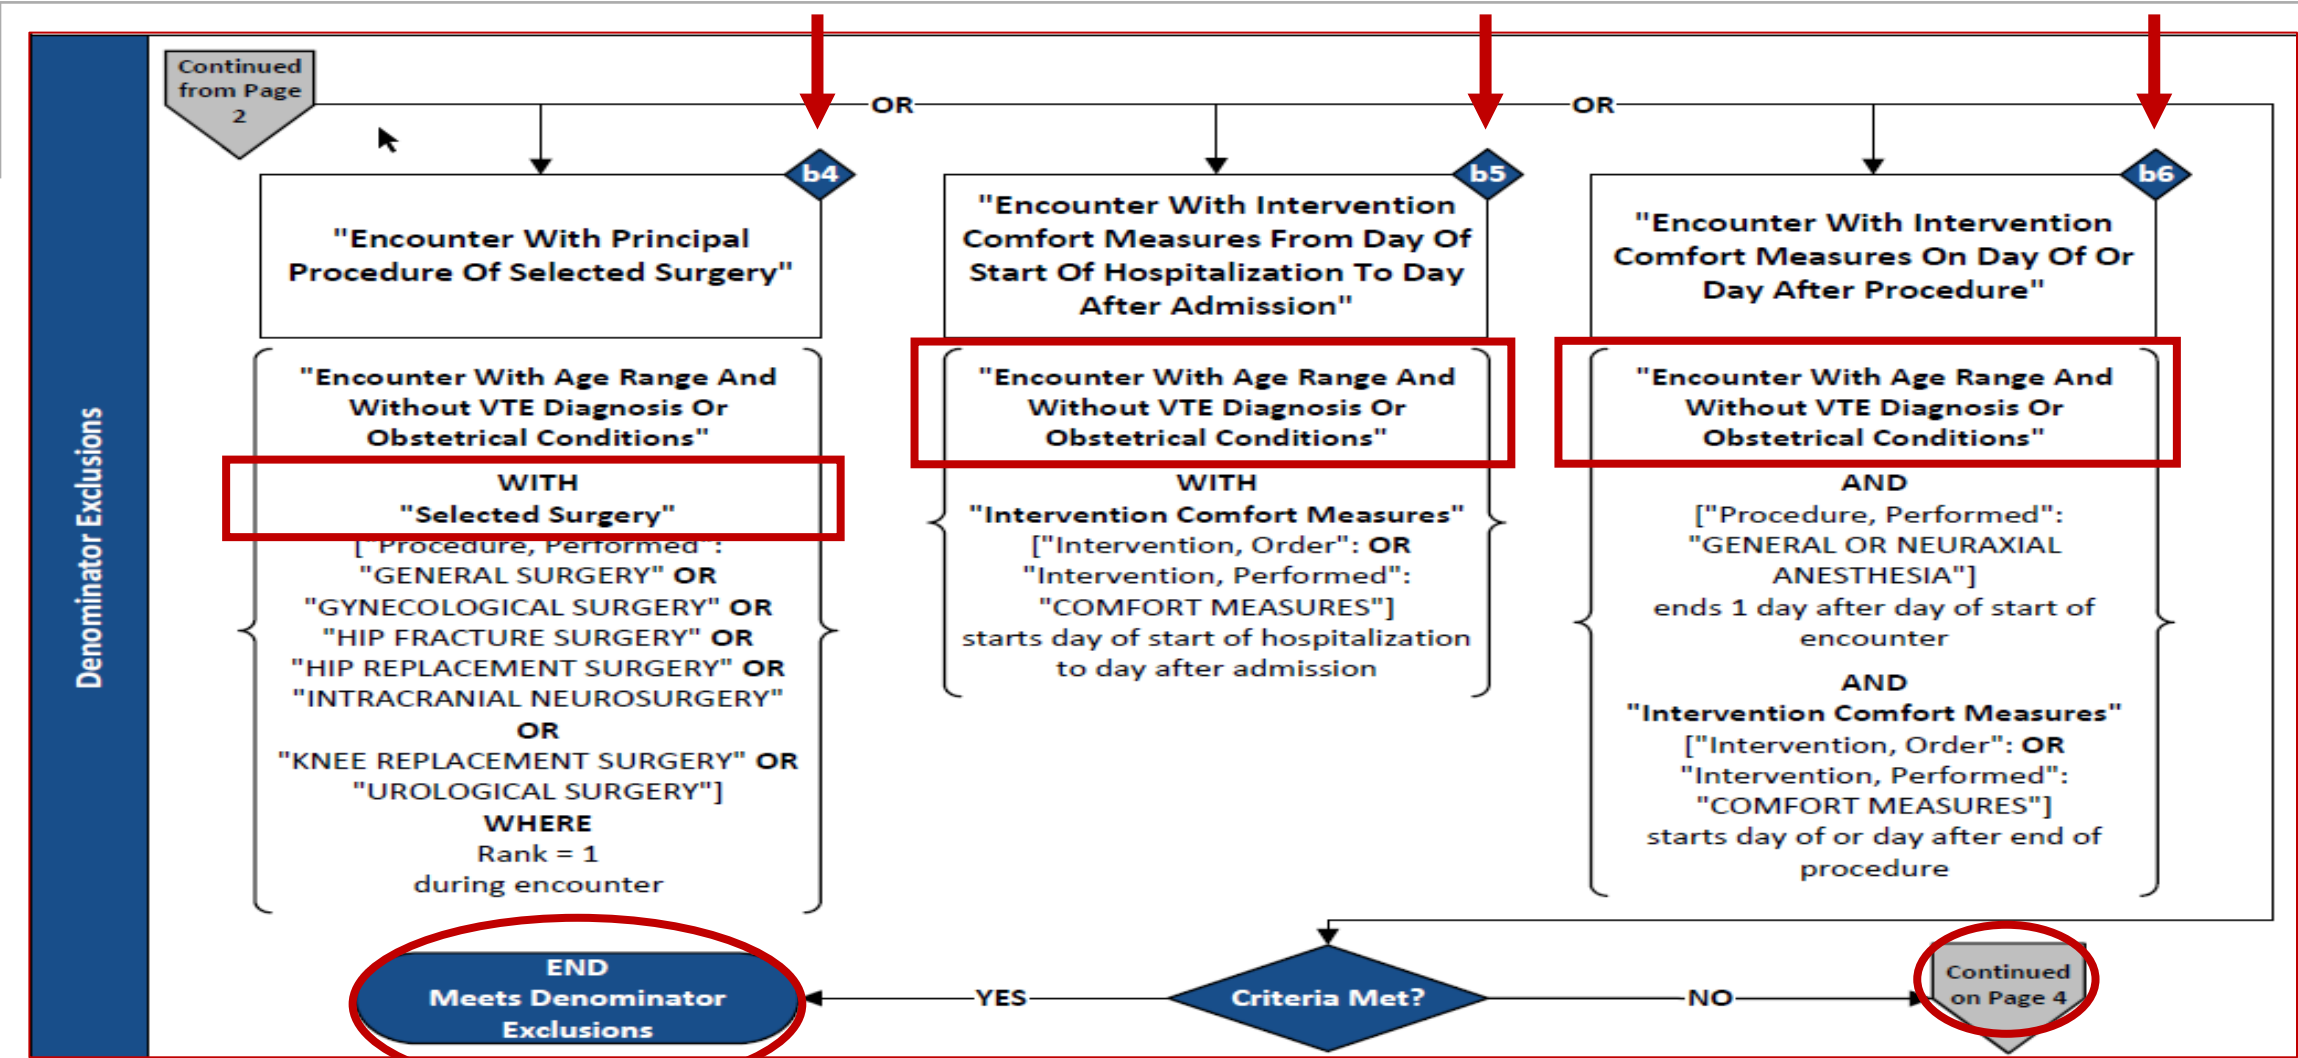 Denominator Exclusions
Continued
from Page
2
OR
OR
b4
"Encounter With Principal
Procedure Of Selected Surgery"
"Encounter With Age Range And
Without VTE Diagnosis Or
Obstetrical Conditions"
WITH
"Selected Surgery"
["Procedure, Performed":
"GENERAL SURGERY" OR
"GYNECOLOGICAL SURGERY" OR
"HIP FRACTURE SURGERY" OR
"HIP REPLACEMENT SURGERY" OR
"INTRACRANIAL NEUROSURGERY"
OR
"KNEE REPLACEMENT SURGERY" OR
"UROLOGICAL SURGERY"]
WHERE
Rank = 1
during encounter
b5
"Encounter With Intervention
Comfort Measures From Day Of
Start Of Hospitalization To Day
After Admission"
"Encounter With Age Range And
Without VTE Diagnosis Or
Obstetrical Conditions"
WITH
"Intervention Comfort Measures"
["Intervention, Order": OR
"Intervention, Performed":
"COMFORT MEASURES"]
starts day of start of hospitalization
to day after admission
b6
"Encounter With Intervention
Comfort Measures On Day Of Or
Day After Procedure"
"Encounter With Age Range And
Without VTE Diagnosis Or
Obstetrical Conditions"
AND
["Procedure, Performed":
"GENERAL OR NEURAXIAL
ANESTHESIA"]
ends 1 day after day of start of
encounter
AND
"Intervention Comfort Measures"
["Intervention, Order": OR
"Intervention, Performed":
"COMFORT MEASURES"]
starts day of or day after end of
procedure
END
Meets Denominator
Exclusions
YES
Criteria Met?
NO
Continued
on Page 4